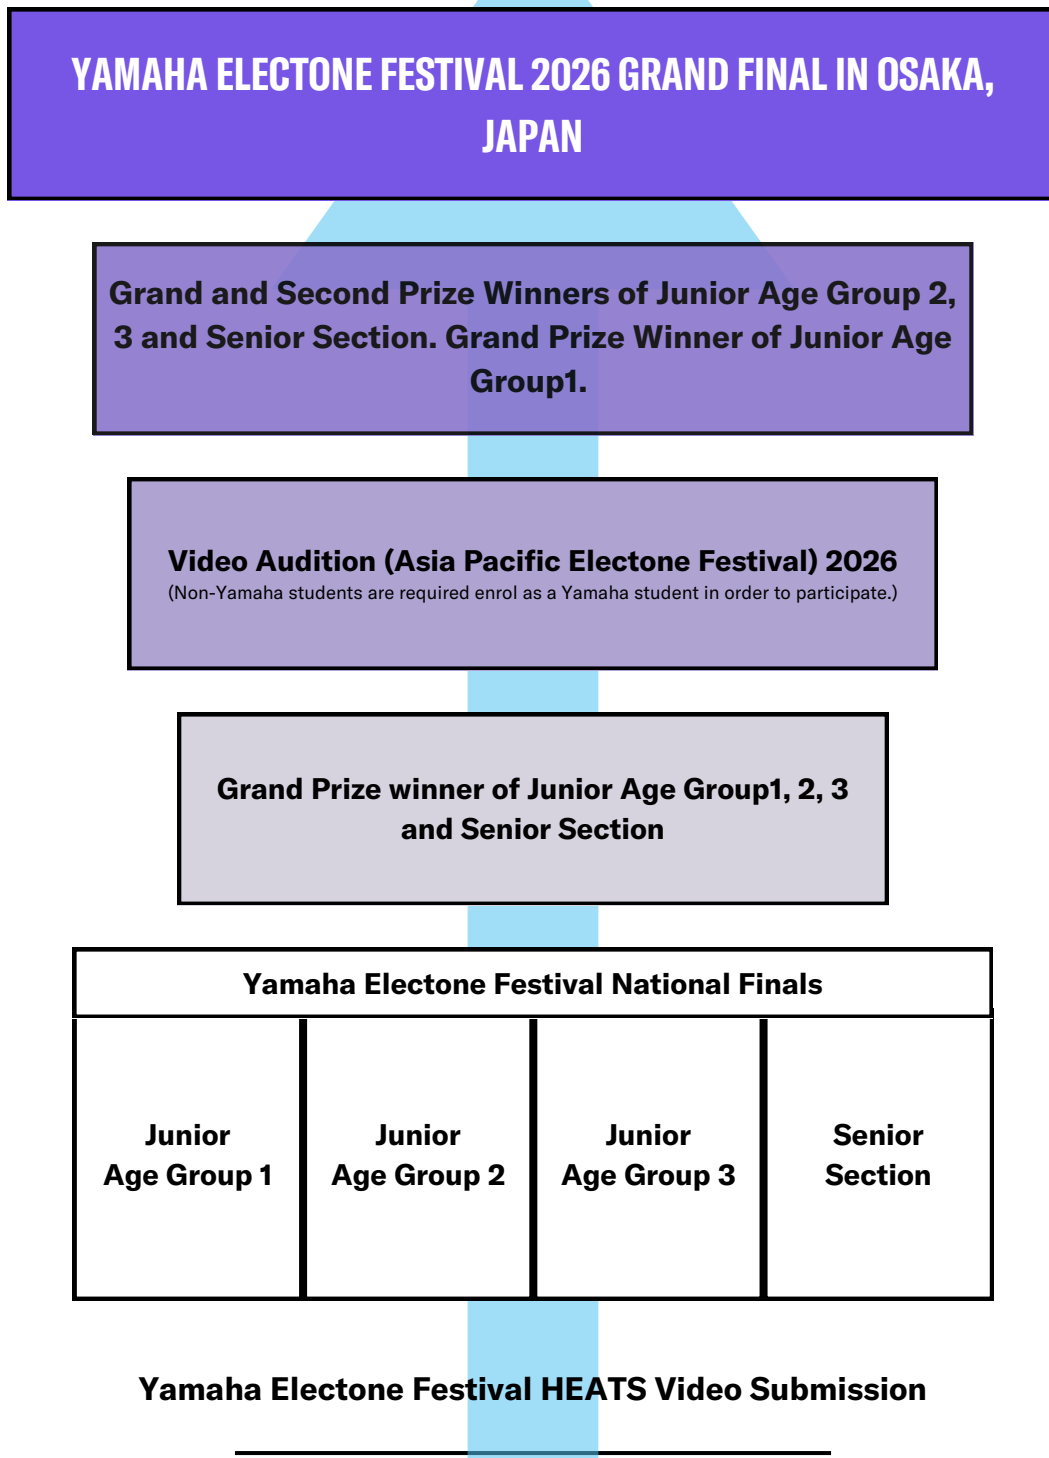 YAMAHA ELECTONE FESTIVAL 2026 GRAND FINAL IN OSAKA,
JAPAN
Grand and Second Prize Winners of Junior Age Group 2,
3 and Senior Section. Grand Prize Winner of Junior Age
Group1.
Video Audition (Asia Pacific Electone Festival) 2026
(Non-Yamaha students are required enrol as a Yamaha student in order to participate.)
Grand Prize winner of Junior Age Group1, 2, 3
and Senior Section
Yamaha Electone Festival National Finals
Junior
Age Group 1
Junior
Age Group 2
Junior
Age Group 3
Senior
Section
Yamaha Electone Festival HEATS Video Submission